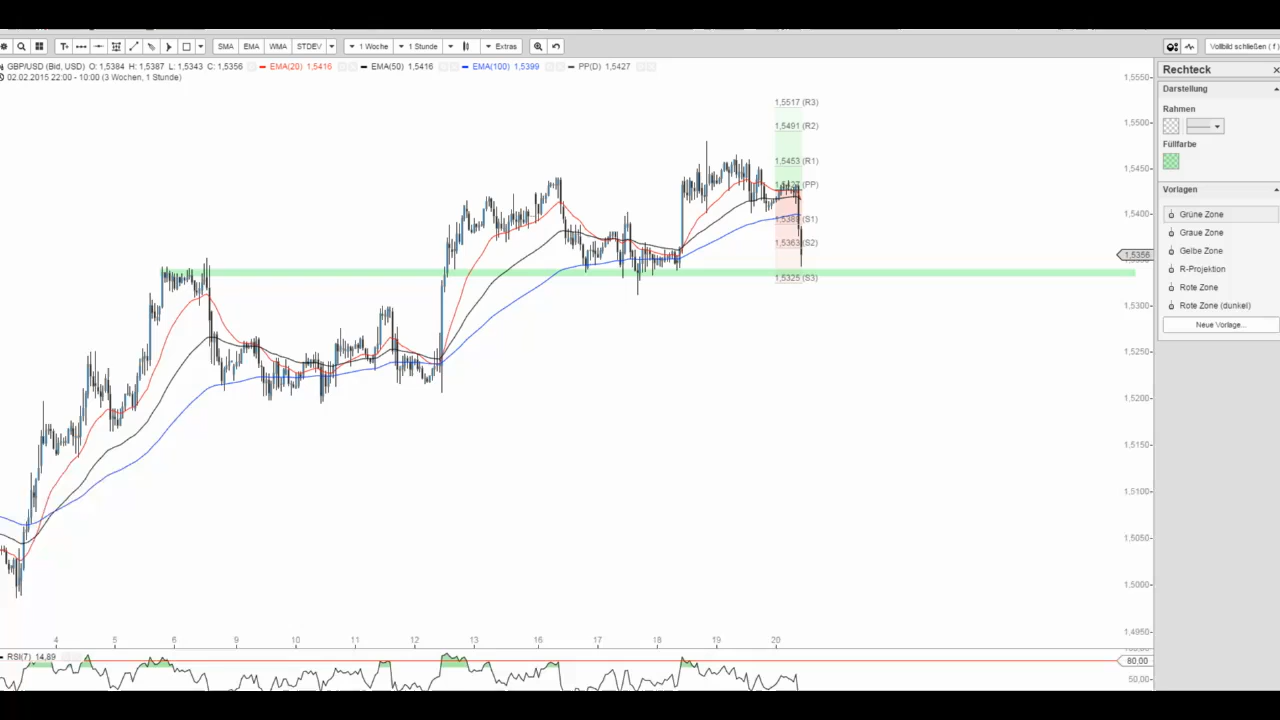 T SMA EMA WMA STDEV 1 Woche 1 Stunde Extras Vollbild schließen ( f )
GBP/USD (Bid, USD) O: 1,5384 H: 1,5387 L: 1,5343 C: 1,5356 EMA(20) 1,5416 EMA(50) 1,5416 EMA(100) 1,5399 PP(D) 1,5427
02.02.2015 22:00 - 10:00 (3 Wochen, 1 Stunde)
Rechteck
Darstellung
Rahmen
Füllfarbe
Vorlagen
Grüne Zone
Graue Zone
Gelbe Zone
R-Projektion
Rote Zone
Rote Zone (dunkel)
Neue Vorlage...
1,5517 (R3)
1,5491 (R2)
1,5453 (R1)
1,5427 (PP)
1,5389 (S1)
1,5363 (S2)
1,5325 (S3)
1,5550
1,5500
1,5450
1,5400
1,5356
1,5300
1,5250
1,5200
1,5150
1,5100
1,5050
1,5000
1,4950
4 5 6 9 10 11 12 13 16 17 18 19 20
RSI(7) 14,89
80,00
50,00